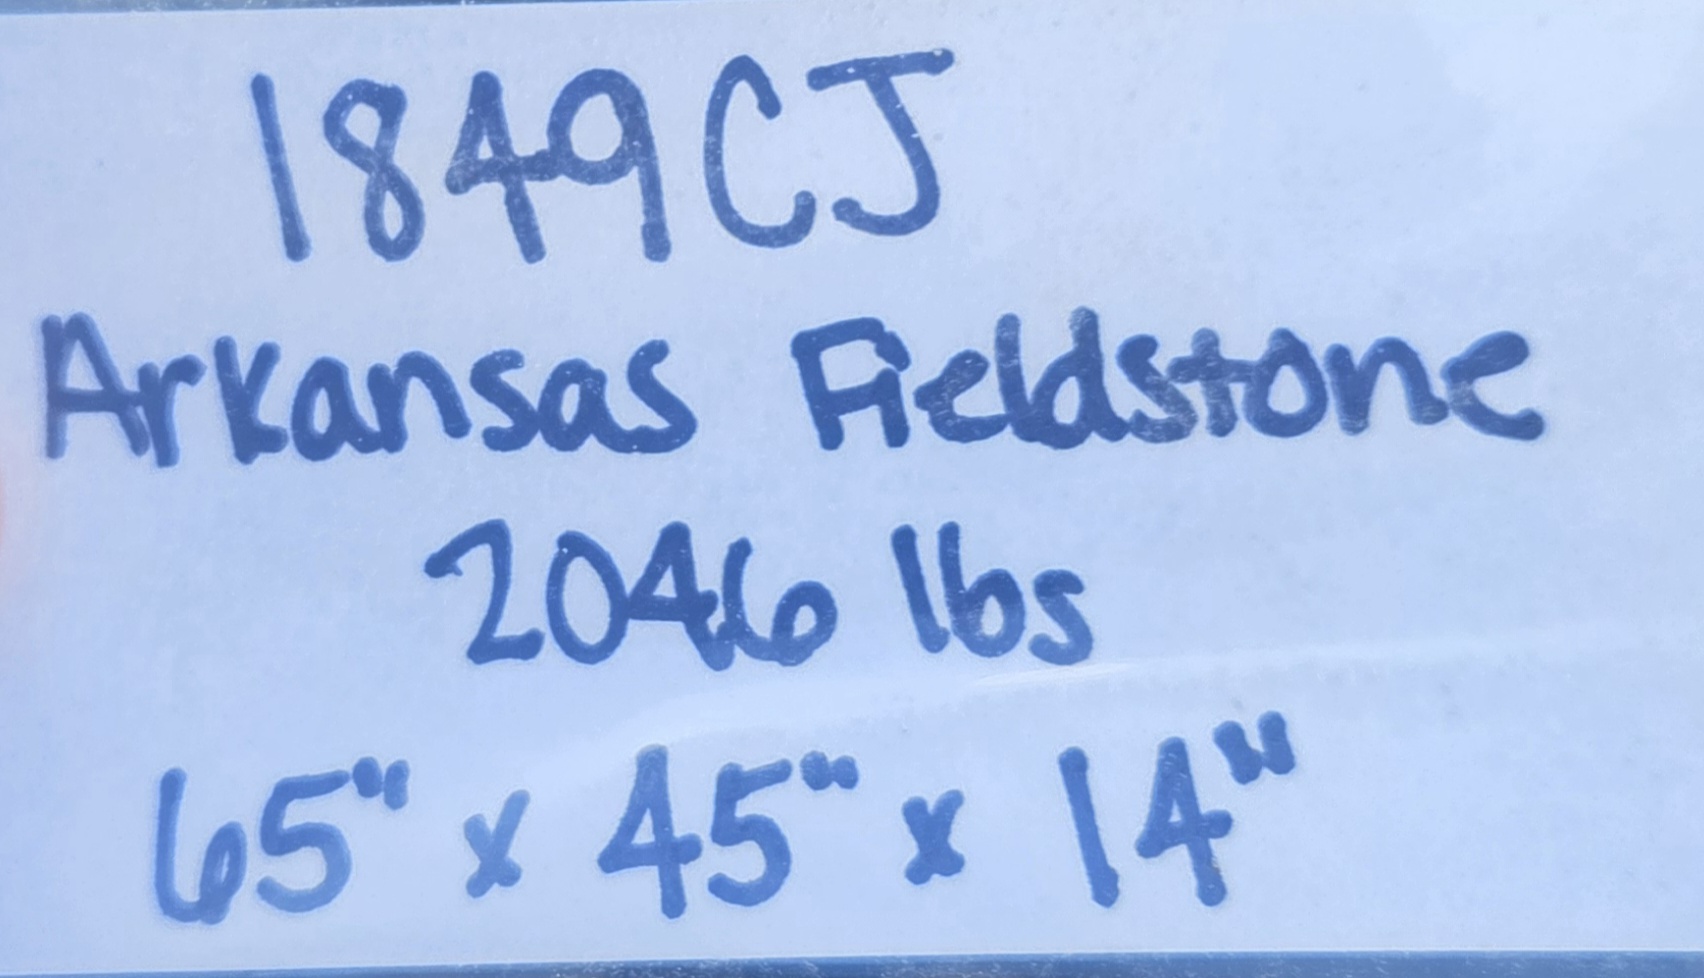 1849CJ
Arkansas Fieldstone
2046 lbs
65" x 45" x 14"